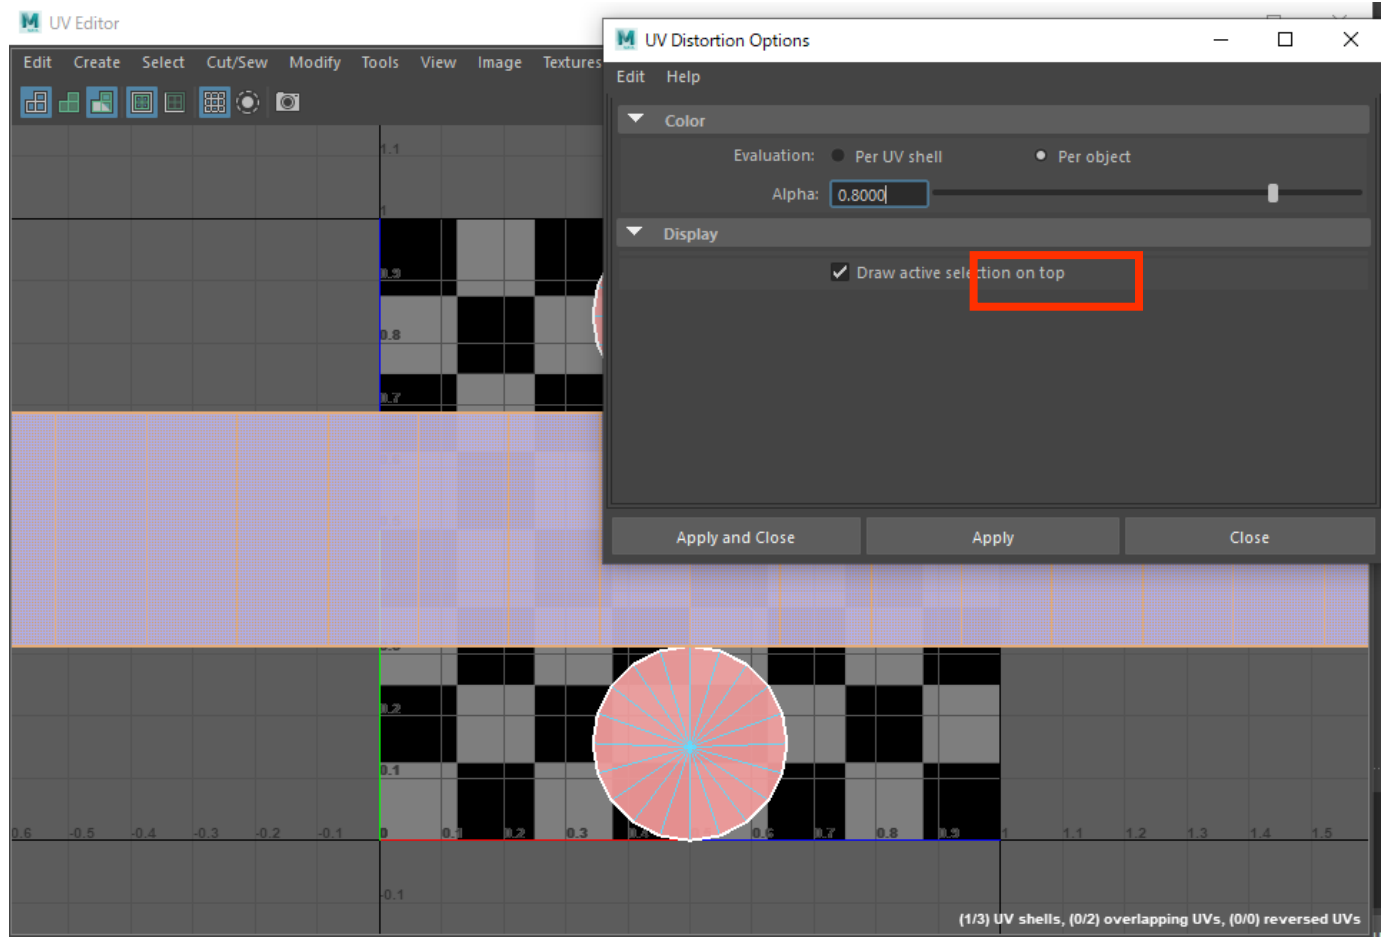 UV Editor
UV Distortion Options
Edit Create Select Cut/Sew Modify Tools View Image Textures
Edit Help
Color
Evaluation: Per UV shell Per object
Alpha: 0.8000
Display
Draw active selection on top
Apply and Close Apply Close
1.1
1
0.9
0.8
0.7
0.2
0.1
-0.5 -0.4 -0.3 -0.2 -0.1 0 0.1 0.2 0.3 0.4 0.6 0.7 0.8 0.9 1 1.1 1.2 1.3 1.4 1.5
-0.1
(1/3) UV shells, (0/2) overlapping UVs, (0/0) reversed UVs